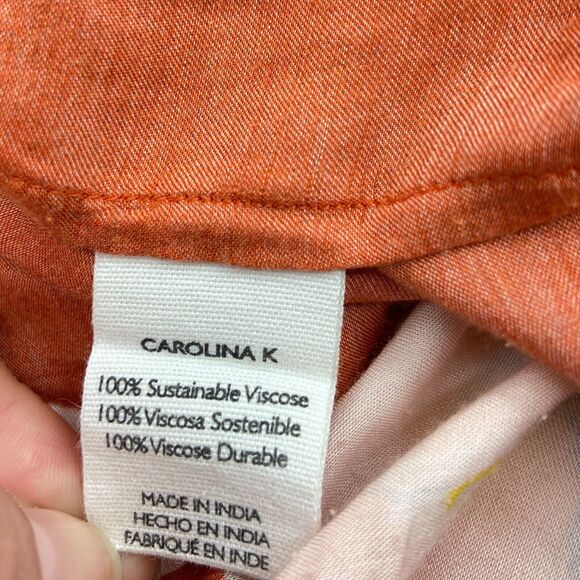 CAROLINA K
100% Sustainable Viscose
100% Viscosa Sostenible
100% Viscose Durable
MADE IN INDIA
HECHO EN INDIA
FABRIQUÉ EN INDE